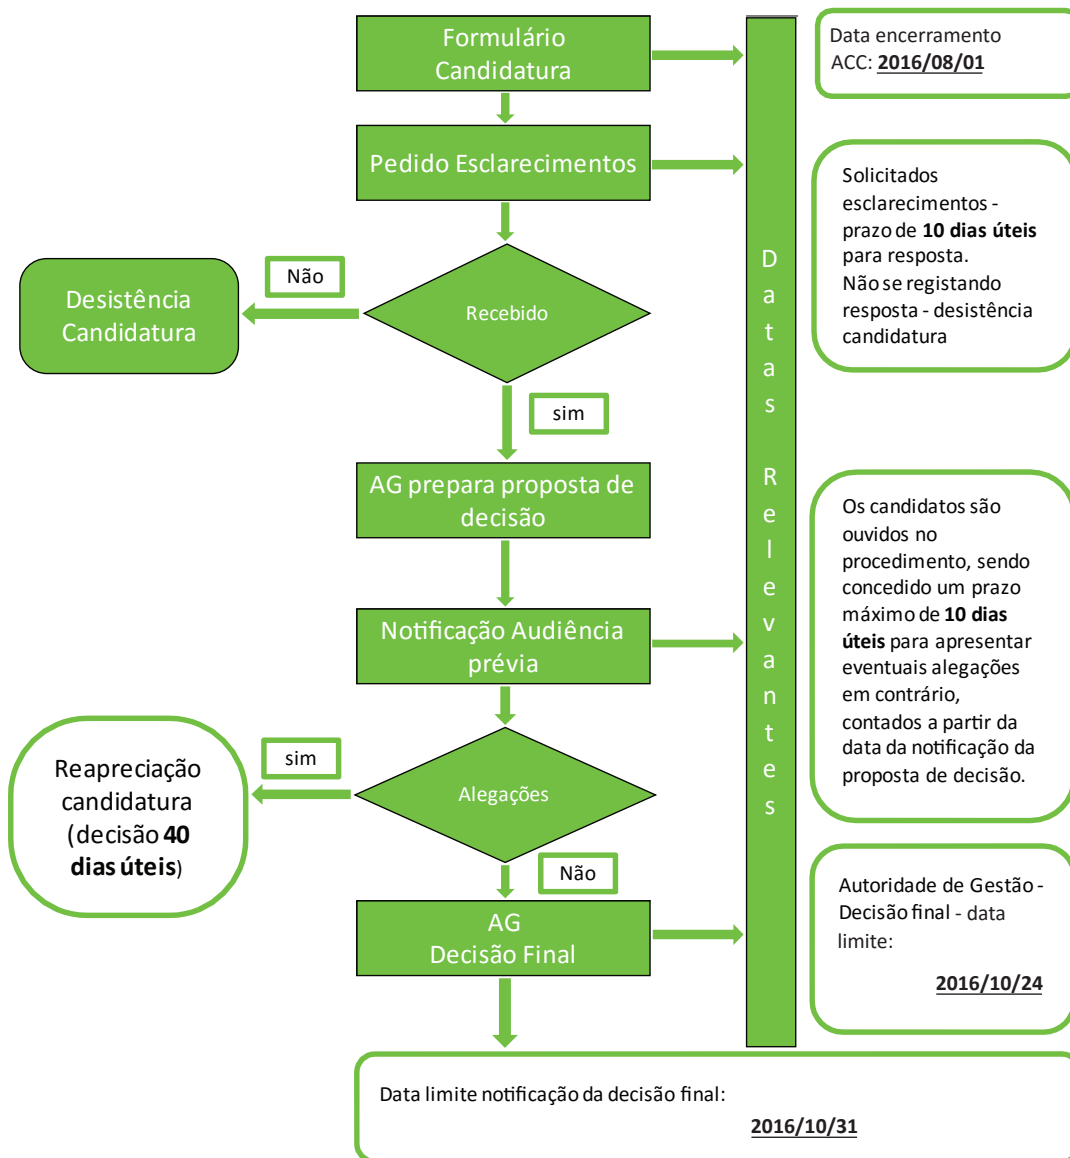 Formulário
Candidatura
Data encerramento
ACC: 2016/08/01
Pedido Esclarecimentos
Solicitados
esclarecimentos -
prazo de 10 dias úteis
para resposta.
Não se registando
resposta - desistência
candidatura
Não
Desistência
Candidatura
Recebido
sim
AG prepara proposta de
decisão
Datas Relevantes
Os candidatos são
ouvidos no
procedimento, sendo
concedido um prazo
máximo de 10 dias
úteis para apresentar
eventuais alegações
em contrário,
contados a partir da
data da notificação da
proposta de decisão.
Notificação Audiência
prévia
sim
Reapreciação
candidatura
(decisão 40
dias úteis)
Alegações
Não
AG
Decisão Final
Autoridade de Gestão -
Decisão final - data
limite:
2016/10/24
Data limite notificação da decisão final:
2016/10/31